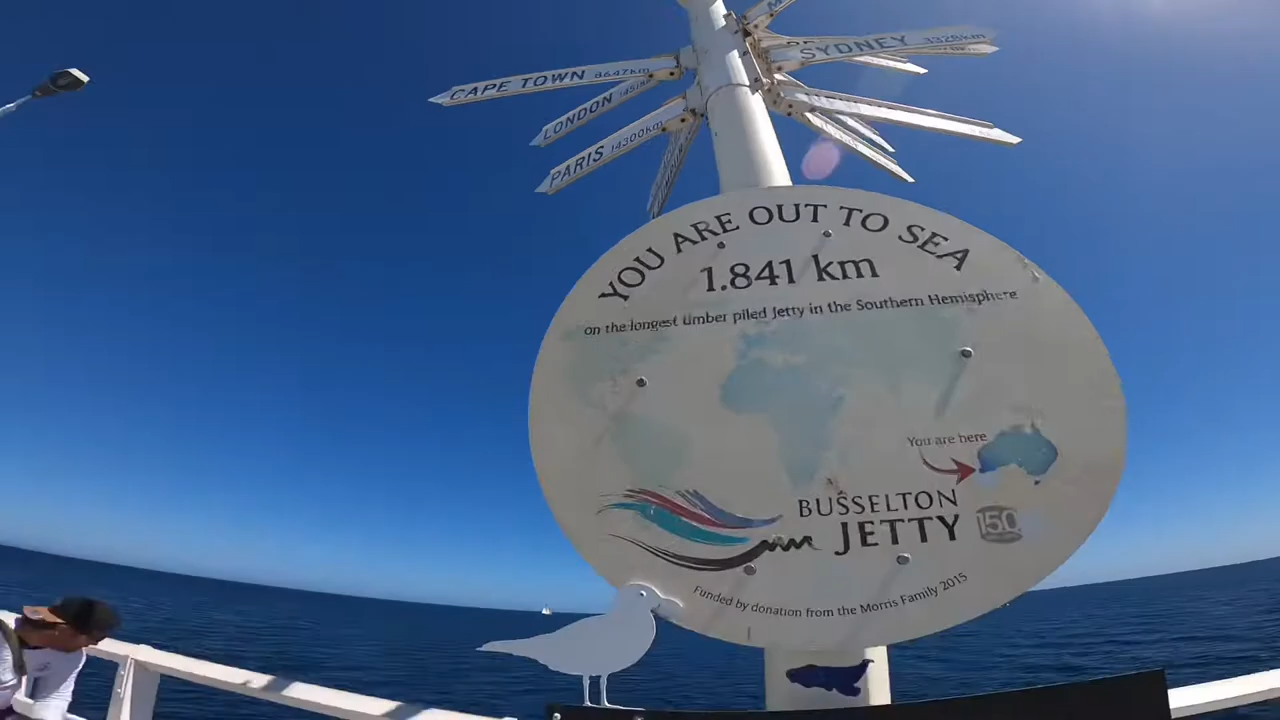 SYDNEY 3328km
CAPE TOWN 8647km
LONDON
PARIS 14300km
YOU ARE OUT TO SEA
1.841 km
on the longest timber piled Jetty in the Southern Hemisphere
You are here
BUSSELTON
JETTY
150
Funded by donation from the Morris Family 2015